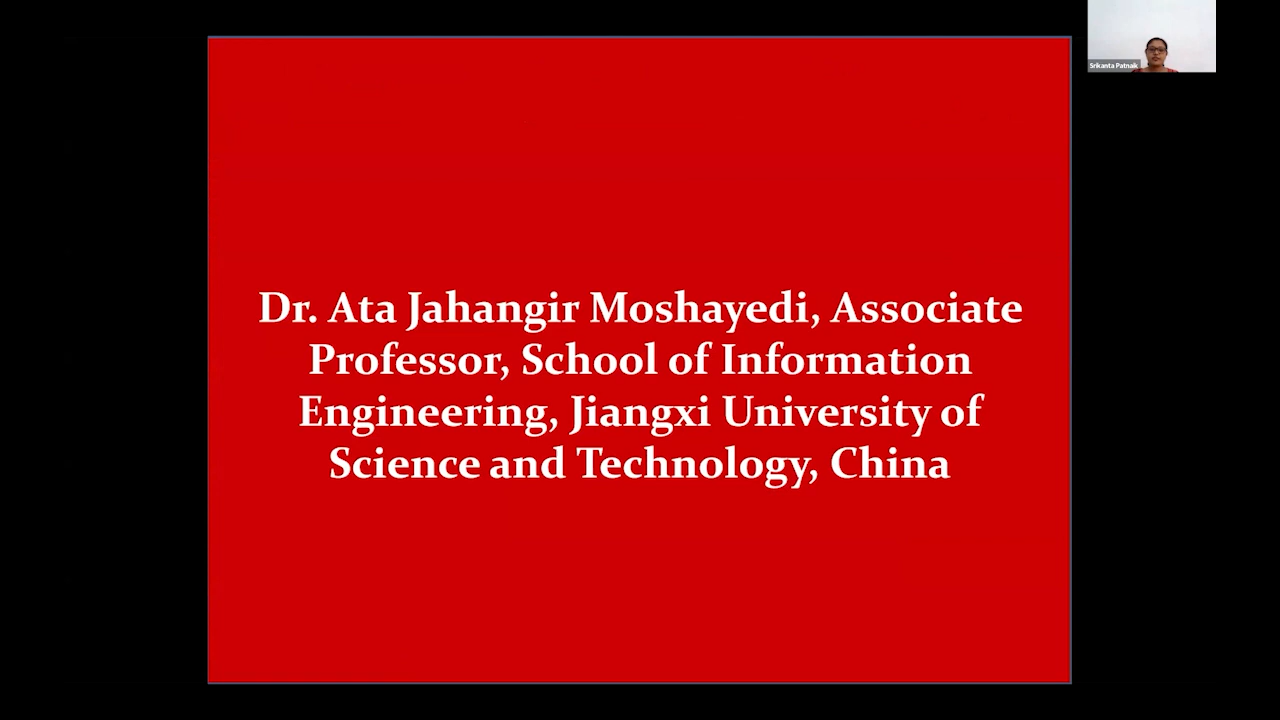 Srikanta Patnaik
Dr. Ata Jahangir Moshayedi, Associate
Professor, School of Information
Engineering, Jiangxi University of
Science and Technology, China